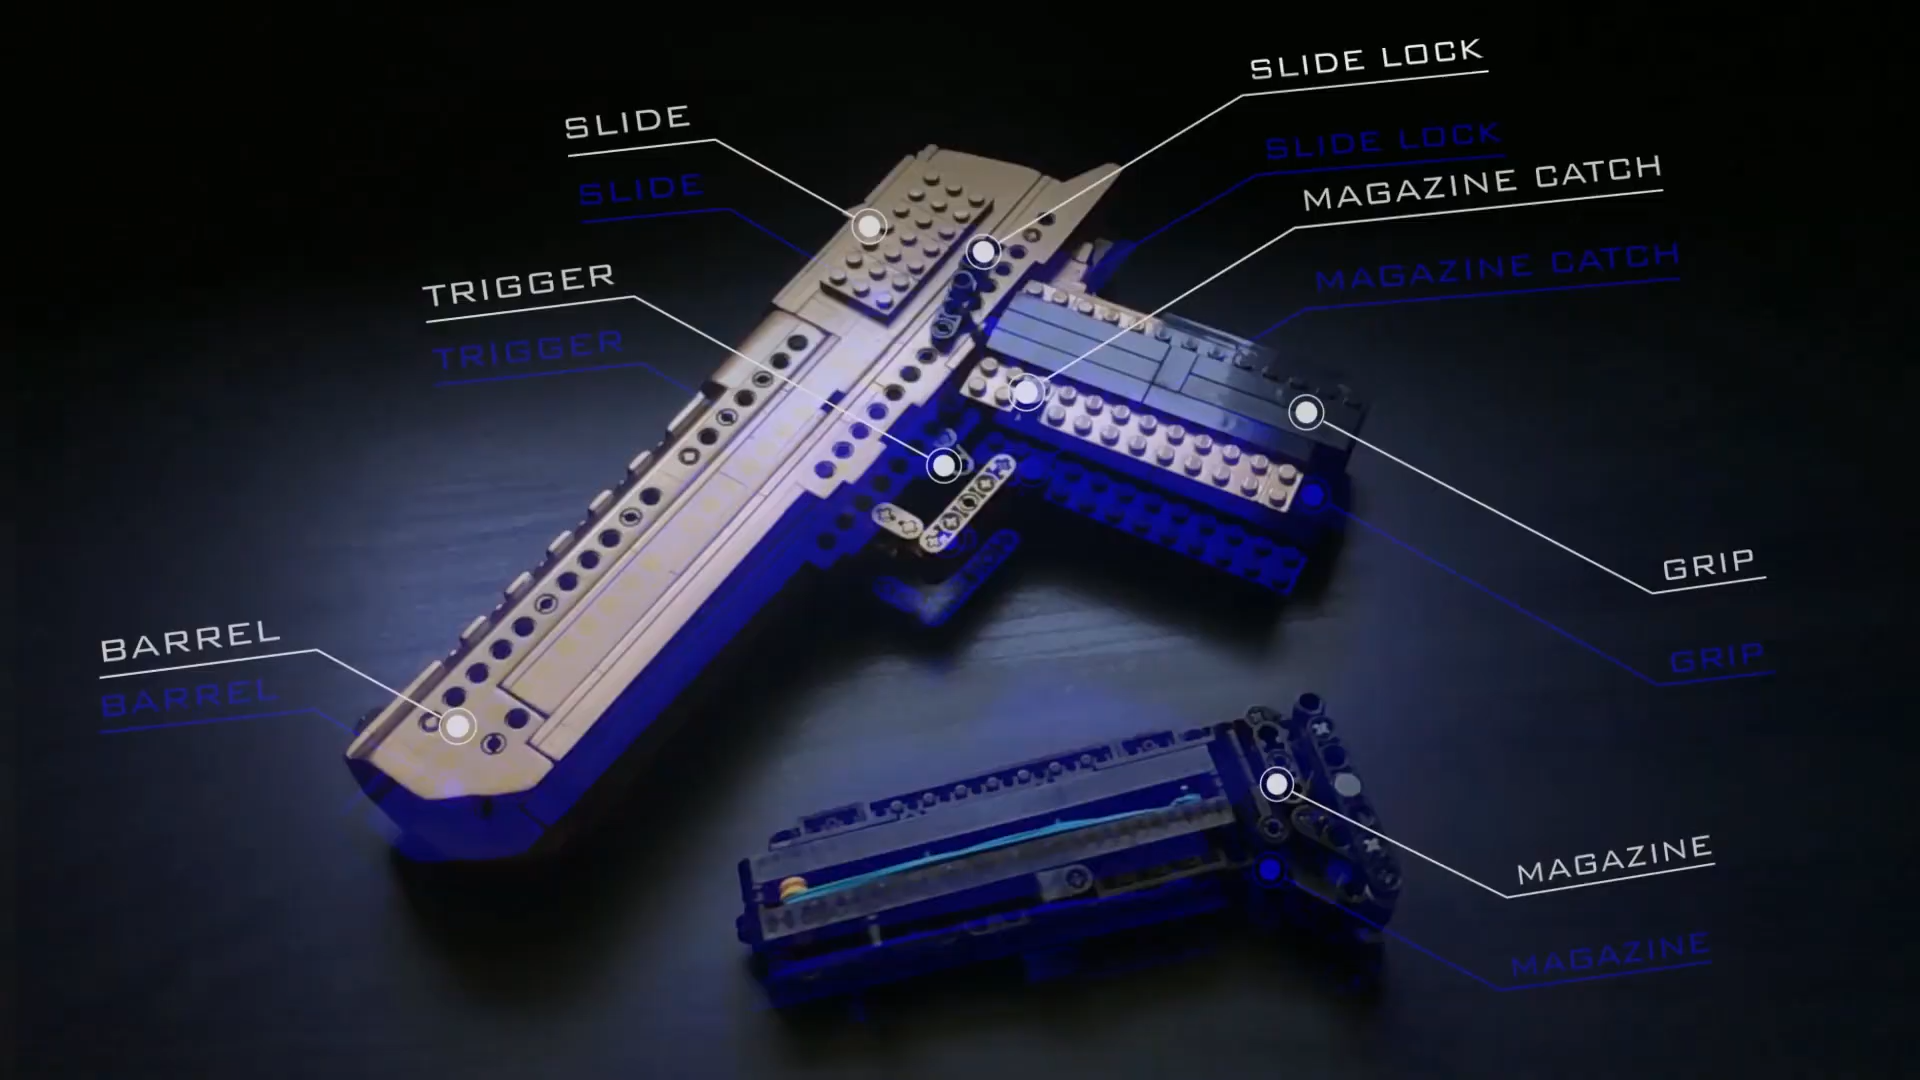 SLIDE LOCK
SLIDE
SLIDE LOCK
MAGAZINE CATCH
SLIDE
MAGAZINE CATCH
TRIGGER
TRIGGER
GRIP
BARREL
GRIP
BARREL
MAGAZINE
MAGAZINE